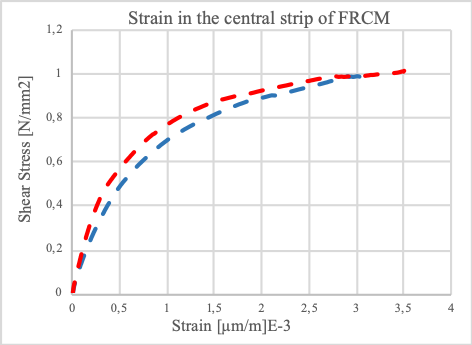 Strain in the central strip of FRCM
1,2
1
0,8
0,6
0,4
0,2
0
Shear Stress [N/mm2]
0 0,5 1 1,5 2 2,5 3 3,5 4
Strain [µm/m]E-3